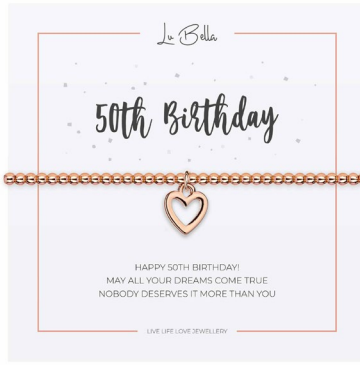 Lu Bella
50th Birthday
HAPPY 50TH BIRTHDAY!
MAY ALL YOUR DREAMS COME TRUE
NOBODY DESERVES IT MORE THAN YOU
LIVE LIFE LOVE JEWELLERY